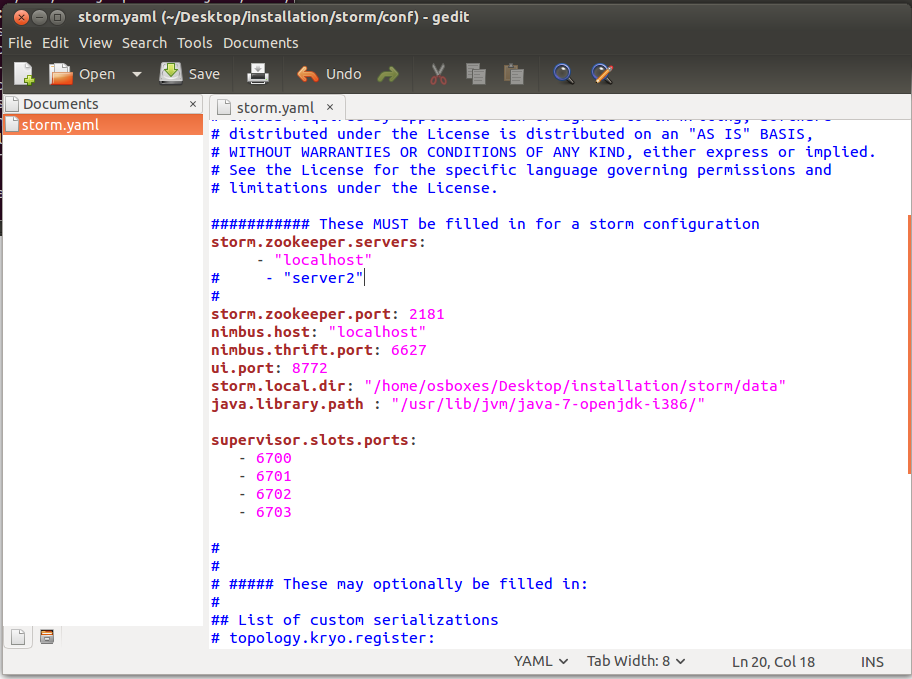 storm.yaml (~/Desktop/installation/storm/conf) - gedit
File Edit View Search Tools Documents
Open Save Undo
Documents ×
storm.yaml ×
storm.yaml
# distributed under the License is distributed on an "AS IS" BASIS,
# WITHOUT WARRANTIES OR CONDITIONS OF ANY KIND, either express or implied.
# See the License for the specific language governing permissions and
# limitations under the License.
########### These MUST be filled in for a storm configuration
storm.zookeeper.servers:
     - "localhost"
#     - "server2"
#
storm.zookeeper.port: 2181
nimbus.host: "localhost"
nimbus.thrift.port: 6627
ui.port: 8772
storm.local.dir: "/home/osboxes/Desktop/installation/storm/data"
java.library.path : "/usr/lib/jvm/java-7-openjdk-i386/"
supervisor.slots.ports:
   - 6700
   - 6701
   - 6702
   - 6703
#
#
# ##### These may optionally be filled in:
#
## List of custom serializations
# topology.kryo.register:
YAML Tab Width: 8 Ln 20, Col 18 INS